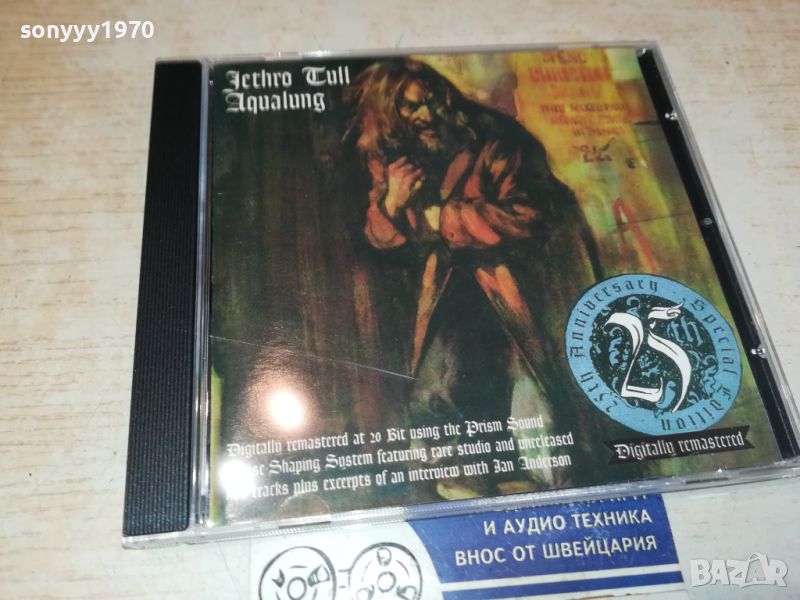 sonyyy1970
Jethro Tull
Aqualung
CHRISTMAS
25th Anniversary · Special Edition
25th
Digitally remastered
Digitally remastered at 20 Bit using the Prism Sound
Shaping System featuring rare studio and unreleased
tracks plus excerpts of an interview with Ian Anderson
И АУДИО ТЕХНИКА
ВНОС ОТ ШВЕЙЦАРИЯ
BAZAR